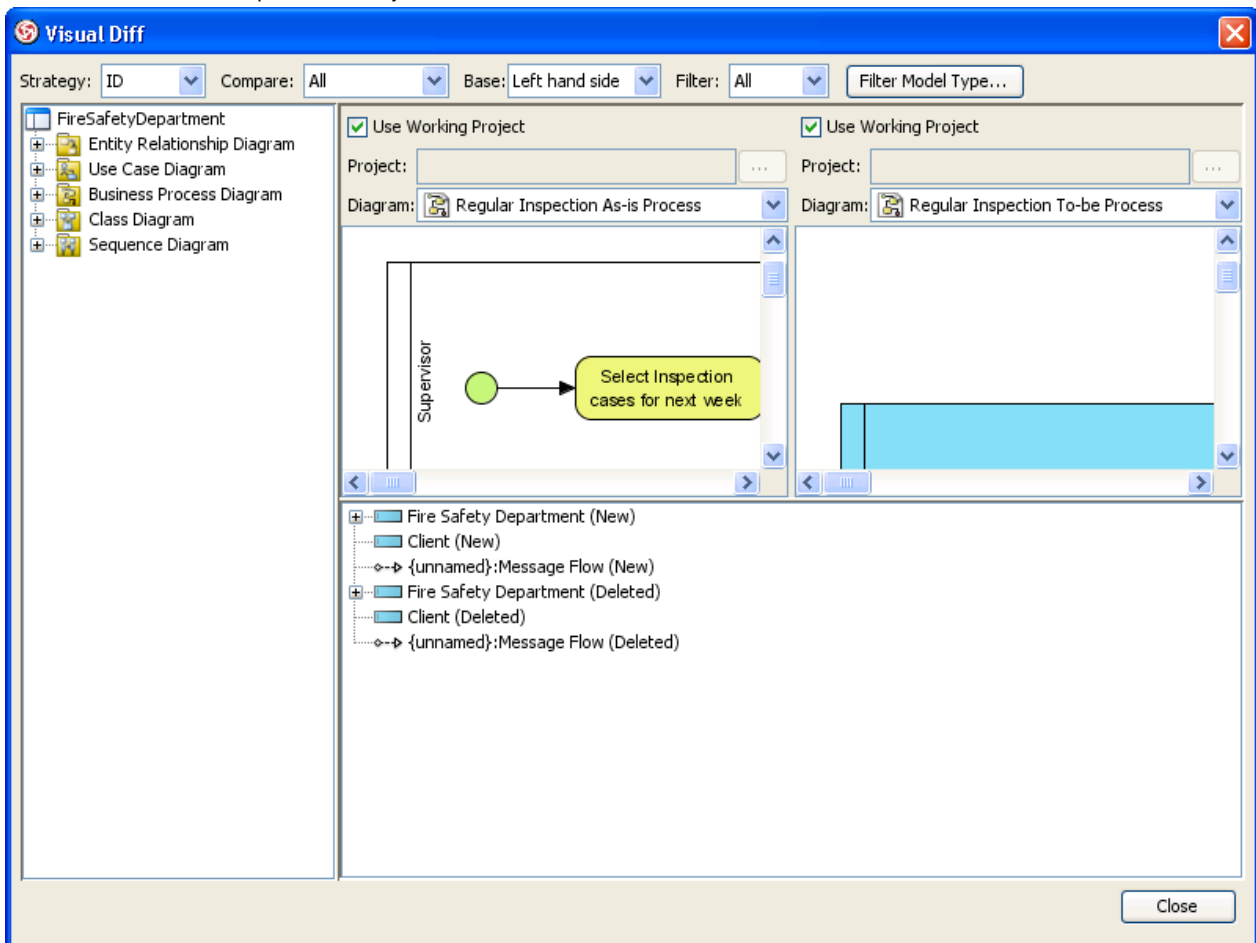 Visual Diff
Strategy: ID Compare: All Base: Left hand side Filter: All Filter Model Type...
FireSafetyDepartment
Entity Relationship Diagram
Use Case Diagram
Business Process Diagram
Class Diagram
Sequence Diagram
Use Working Project
Project: ...
Diagram: Regular Inspection As-is Process
Supervisor
Select Inspection
cases for next week
Use Working Project
Project: ...
Diagram: Regular Inspection To-be Process
Fire Safety Department (New)
Client (New)
{unnamed}:Message Flow (New)
Fire Safety Department (Deleted)
Client (Deleted)
{unnamed}:Message Flow (Deleted)
Close